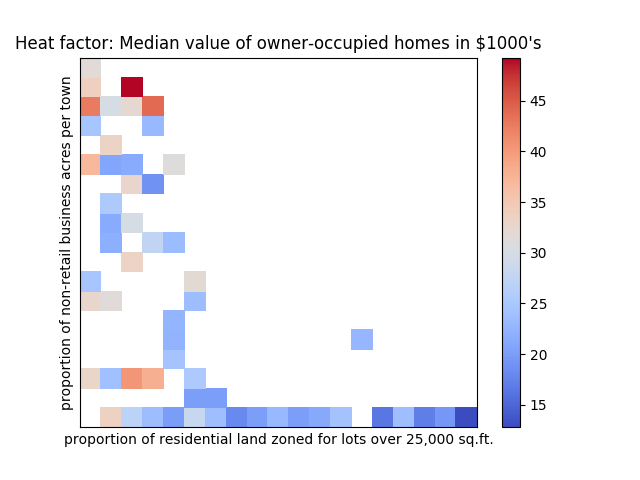 Heat factor: Median value of owner-occupied homes in $1000's
proportion of non-retail business acres per town
45
40
35
30
25
20
15
proportion of residential land zoned for lots over 25,000 sq.ft.